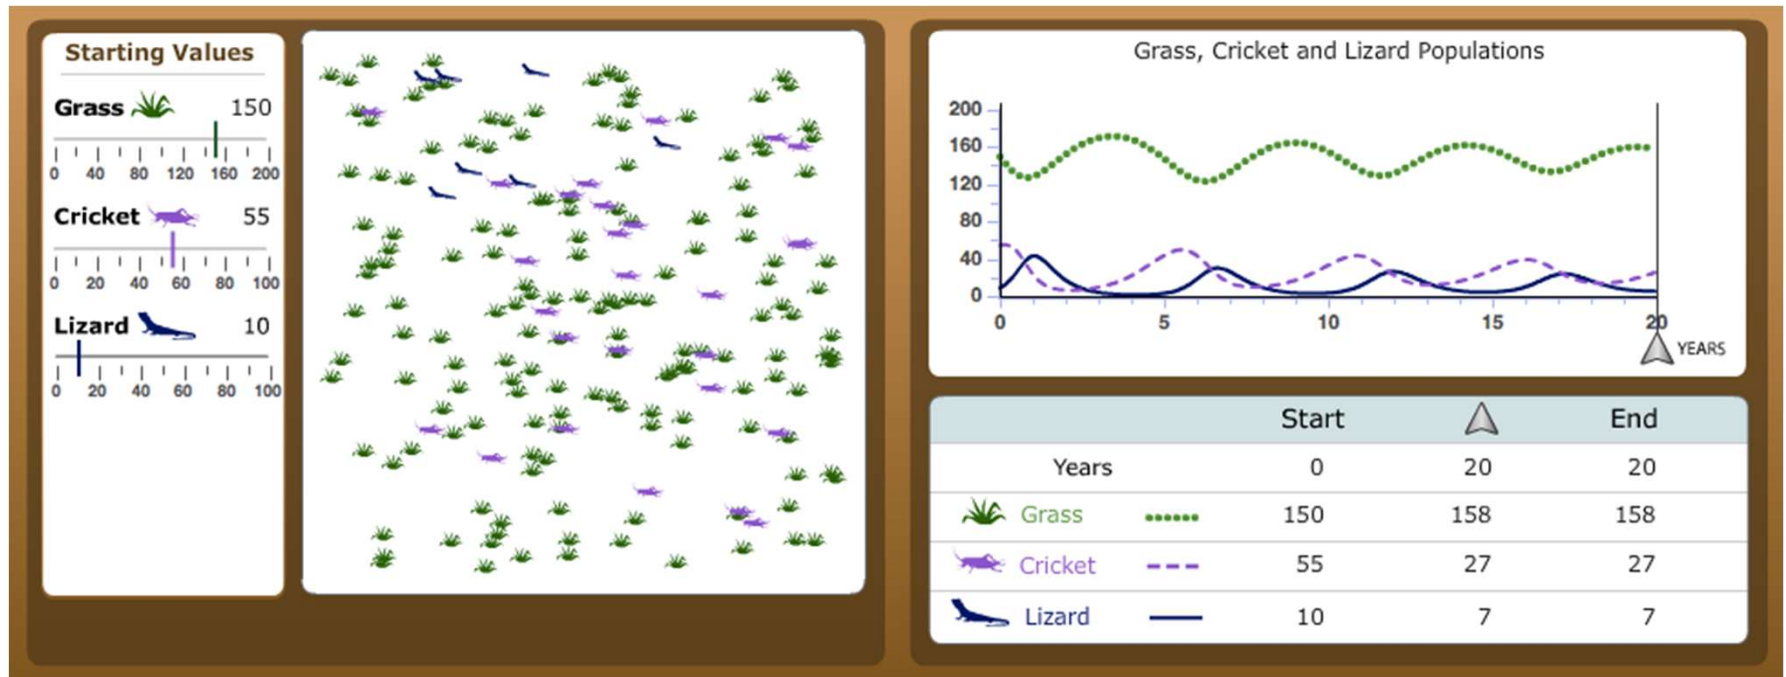 Starting Values
Grass 150
0 40 80 120 160 200
Cricket 55
0 20 40 60 80 100
Lizard 10
0 20 40 60 80 100
Grass, Cricket and Lizard Populations
200
160
120
80
40
0
0 5 10 15 20
YEARS
Start End
Years 0 20 20
Grass 150 158 158
Cricket 55 27 27
Lizard 10 7 7